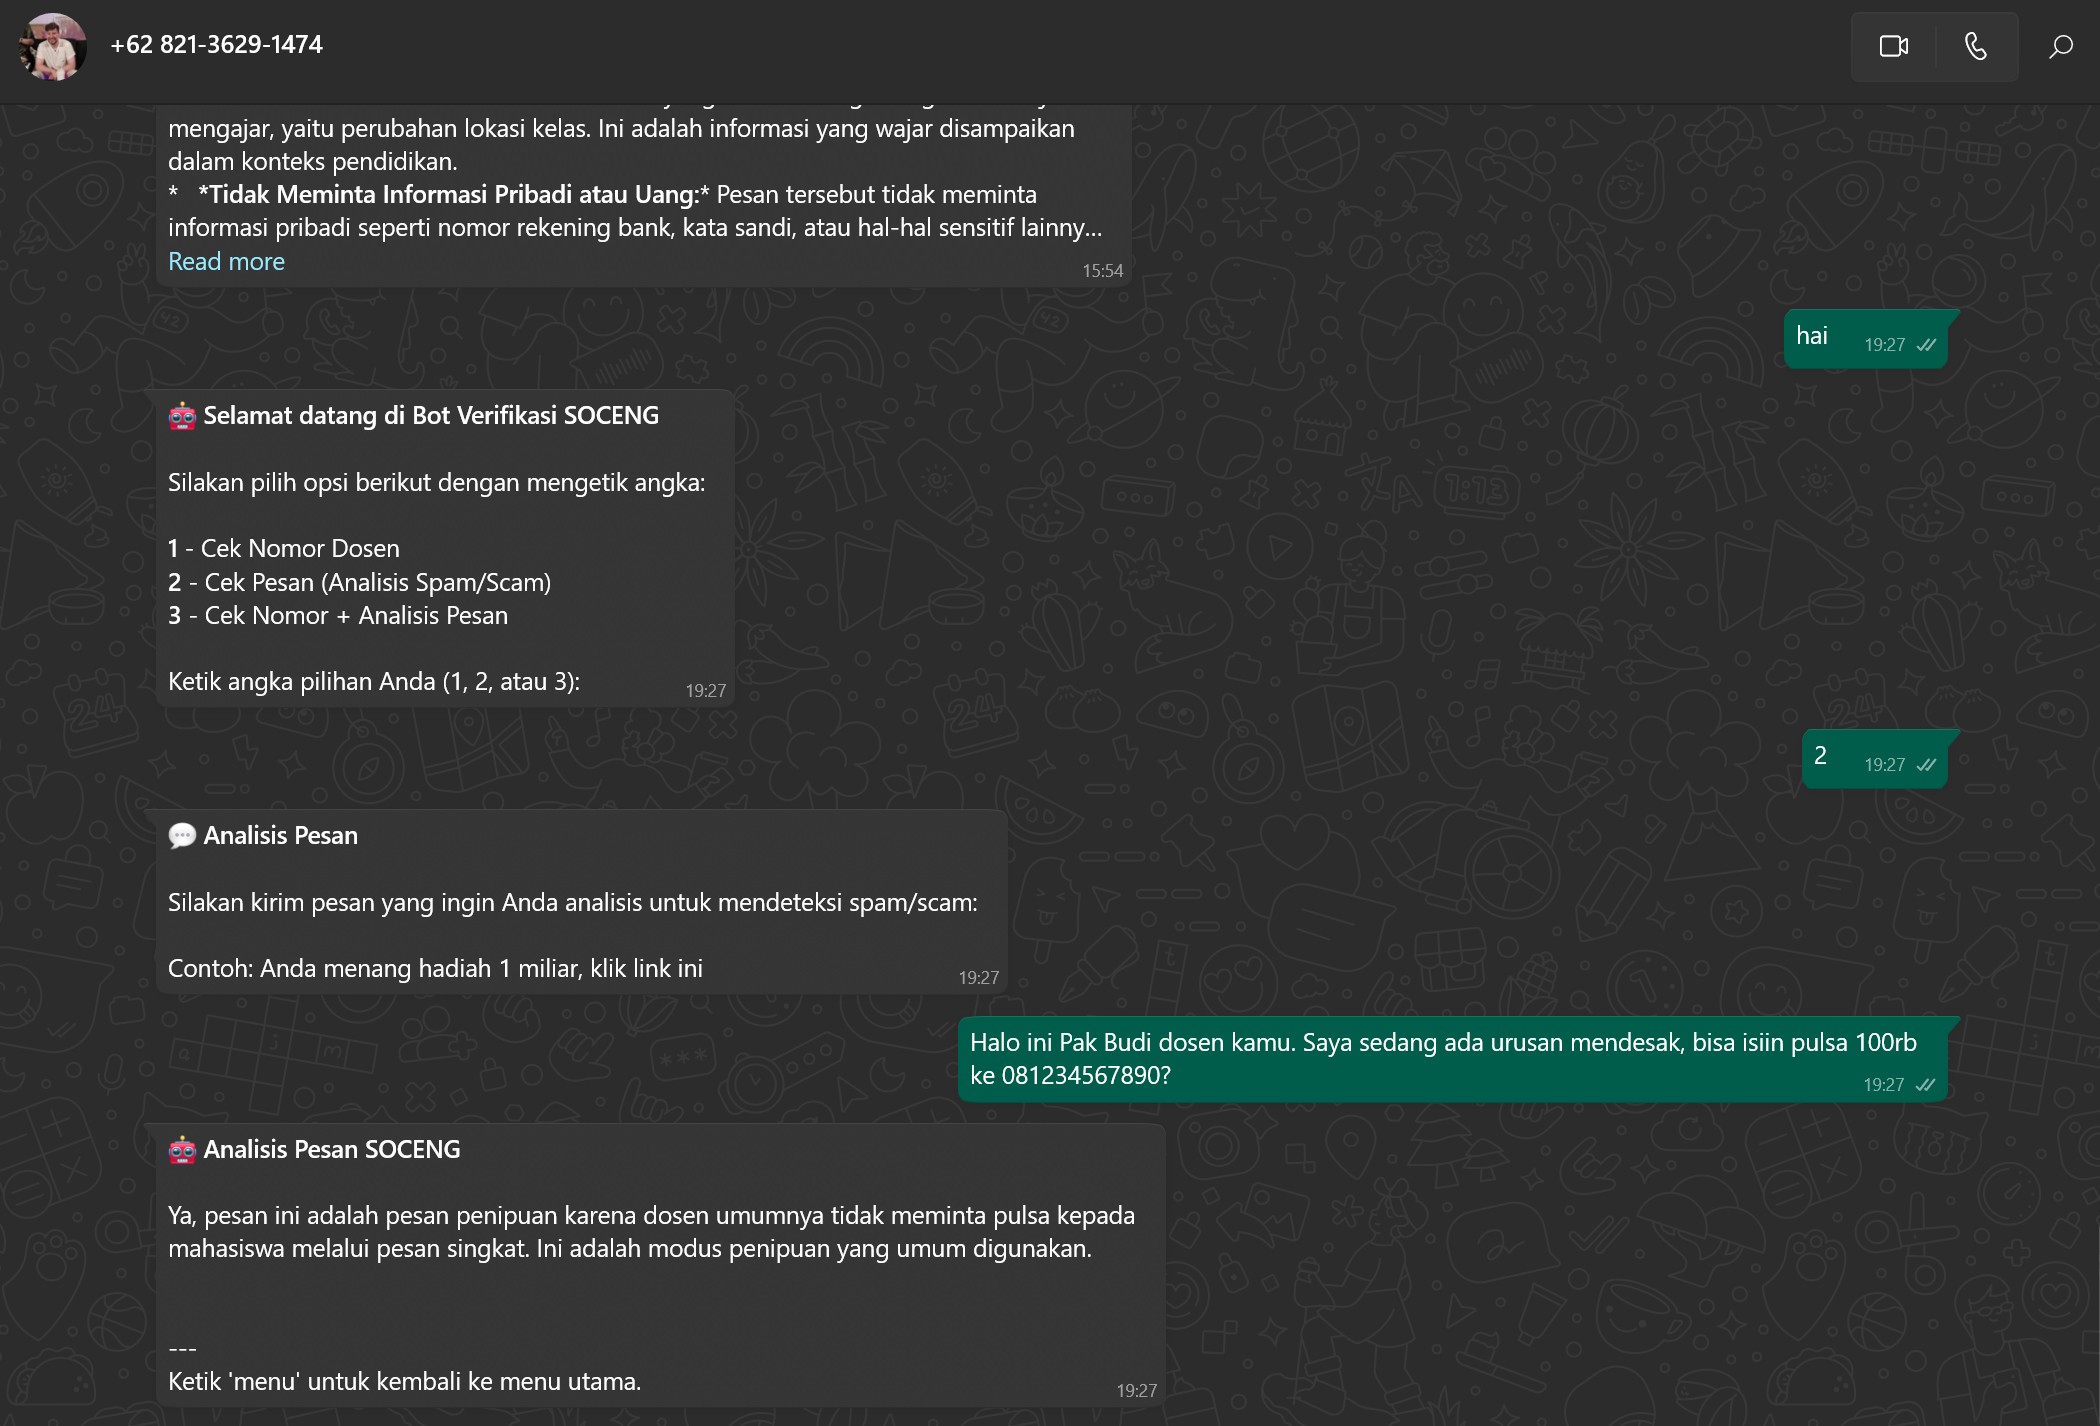 +62 821-3629-1474
mengajar, yaitu perubahan lokasi kelas. Ini adalah informasi yang wajar disampaikan
dalam konteks pendidikan.
*   *Tidak Meminta Informasi Pribadi atau Uang:* Pesan tersebut tidak meminta
informasi pribadi seperti nomor rekening bank, kata sandi, atau hal-hal sensitif lainny...
Read more
15:54
hai
19:27
🤖 Selamat datang di Bot Verifikasi SOCENG
Silakan pilih opsi berikut dengan mengetik angka:
1 - Cek Nomor Dosen
2 - Cek Pesan (Analisis Spam/Scam)
3 - Cek Nomor + Analisis Pesan
Ketik angka pilihan Anda (1, 2, atau 3):
19:27
2
19:27
💬 Analisis Pesan
Silakan kirim pesan yang ingin Anda analisis untuk mendeteksi spam/scam:
Contoh: Anda menang hadiah 1 miliar, klik link ini
19:27
Halo ini Pak Budi dosen kamu. Saya sedang ada urusan mendesak, bisa isiin pulsa 100rb
ke 081234567890?
19:27
🤖 Analisis Pesan SOCENG
Ya, pesan ini adalah pesan penipuan karena dosen umumnya tidak meminta pulsa kepada
mahasiswa melalui pesan singkat. Ini adalah modus penipuan yang umum digunakan.
---
Ketik 'menu' untuk kembali ke menu utama.
19:27